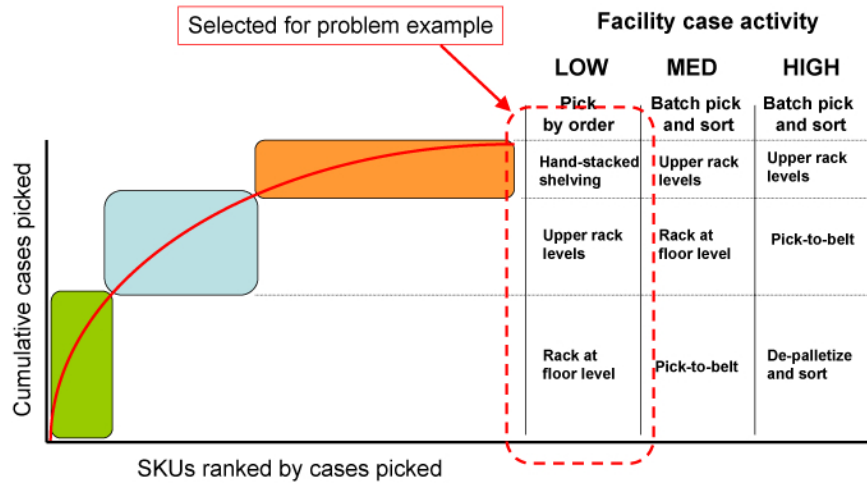 Selected for problem example
Facility case activity
LOW
MED
HIGH
Pick
by order
Batch pick
and sort
Batch pick
and sort
Hand-stacked
shelving
Upper rack
levels
Upper rack
levels
Upper rack
levels
Rack at
floor level
Pick-to-belt
Rack at
floor level
Pick-to-belt
De-palletize
and sort
Cumulative cases picked
SKUs ranked by cases picked